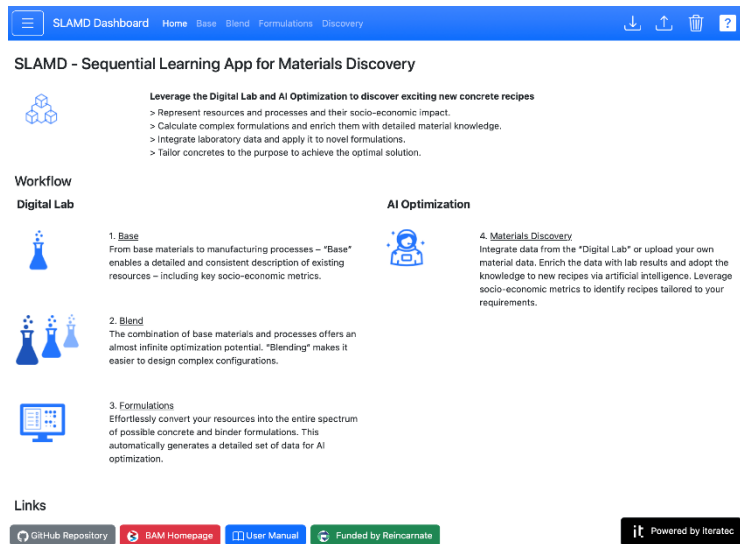 SLAMD Dashboard Home Base Blend Formulations Discovery ?
SLAMD - Sequential Learning App for Materials Discovery
Leverage the Digital Lab and AI Optimization to discover exciting new concrete recipes
> Represent resources and processes and their socio-economic impact.
> Calculate complex formulations and enrich them with detailed material knowledge.
> Integrate laboratory data and apply it to novel formulations.
> Tailor concretes to the purpose to achieve the optimal solution.
Workflow
Digital Lab
1. Base
From base materials to manufacturing processes – "Base"
enables a detailed and consistent description of existing
resources – including key socio-economic metrics.
2. Blend
The combination of base materials and processes offers an
almost infinite optimization potential. "Blending" makes it
easier to design complex configurations.
3. Formulations
Effortlessly convert your resources into the entire spectrum
of possible concrete and binder formulations. This
automatically generates a detailed set of data for AI
optimization.
AI Optimization
4. Materials Discovery
Integrate data from the "Digital Lab" or upload your own
material data. Enrich the data with lab results and adopt the
knowledge to new recipes via artificial intelligence. Leverage
socio-economic metrics to identify recipes tailored to your
requirements.
Links
GitHub Repository BAM Homepage User Manual Funded by Reincarnate
it Powered by iteratec